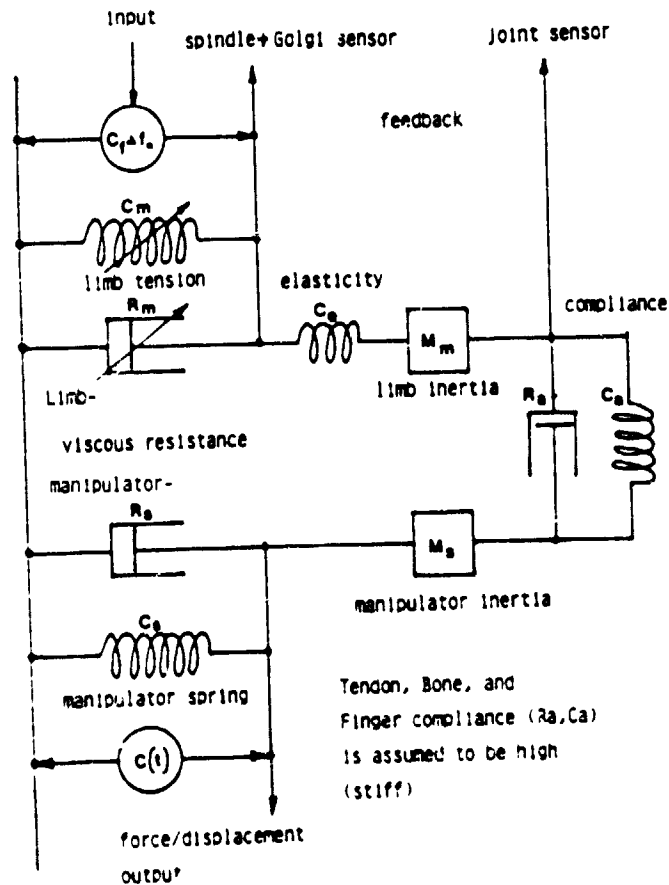 input
spindle+ Golgi sensor
joint sensor
feedback
Cf Δf₀
Cm
limb tension
Rm
elasticity
Ce
compliance
Mm
limb inertia
Ra
Ca
Limb-
viscous resistance
manipulator-
Rs
Ms
manipulator inertia
Cs
manipulator spring
Tendon, Bone, and
Finger compliance (Ra,Ca)
is assumed to be high
(stiff)
C(t)
force/displacement
output